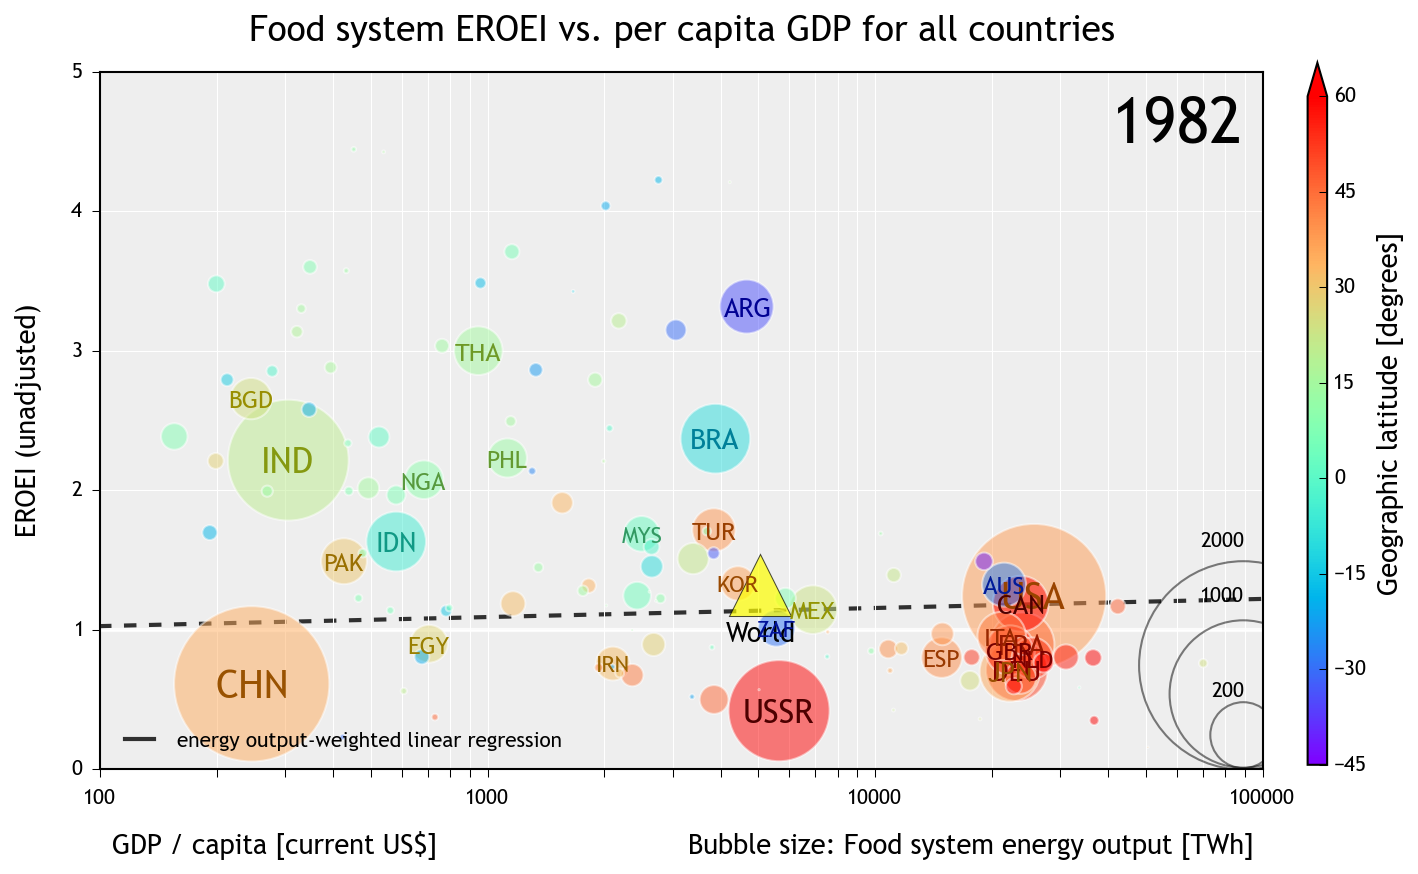 Food system EROEI vs. per capita GDP for all countries
1982
EROEI (unadjusted)
5
4
3
2
1
0
100
1000
10000
100000
GDP / capita [current US$]
Bubble size: Food system energy output [TWh]
energy output-weighted linear regression
ARG
THA
BGD
IND
BRA
PHL
NGA
IDN
PAK
MYS
TUR
KOR
MEX
World
ZAF
EGY
IRN
CHN
USSR
AUS
USA
CAN
ITA
FRA
GBR
ESP
JPN
DEU
2000
1000
200
60
45
30
15
0
−15
−30
−45
Geographic latitude [degrees]